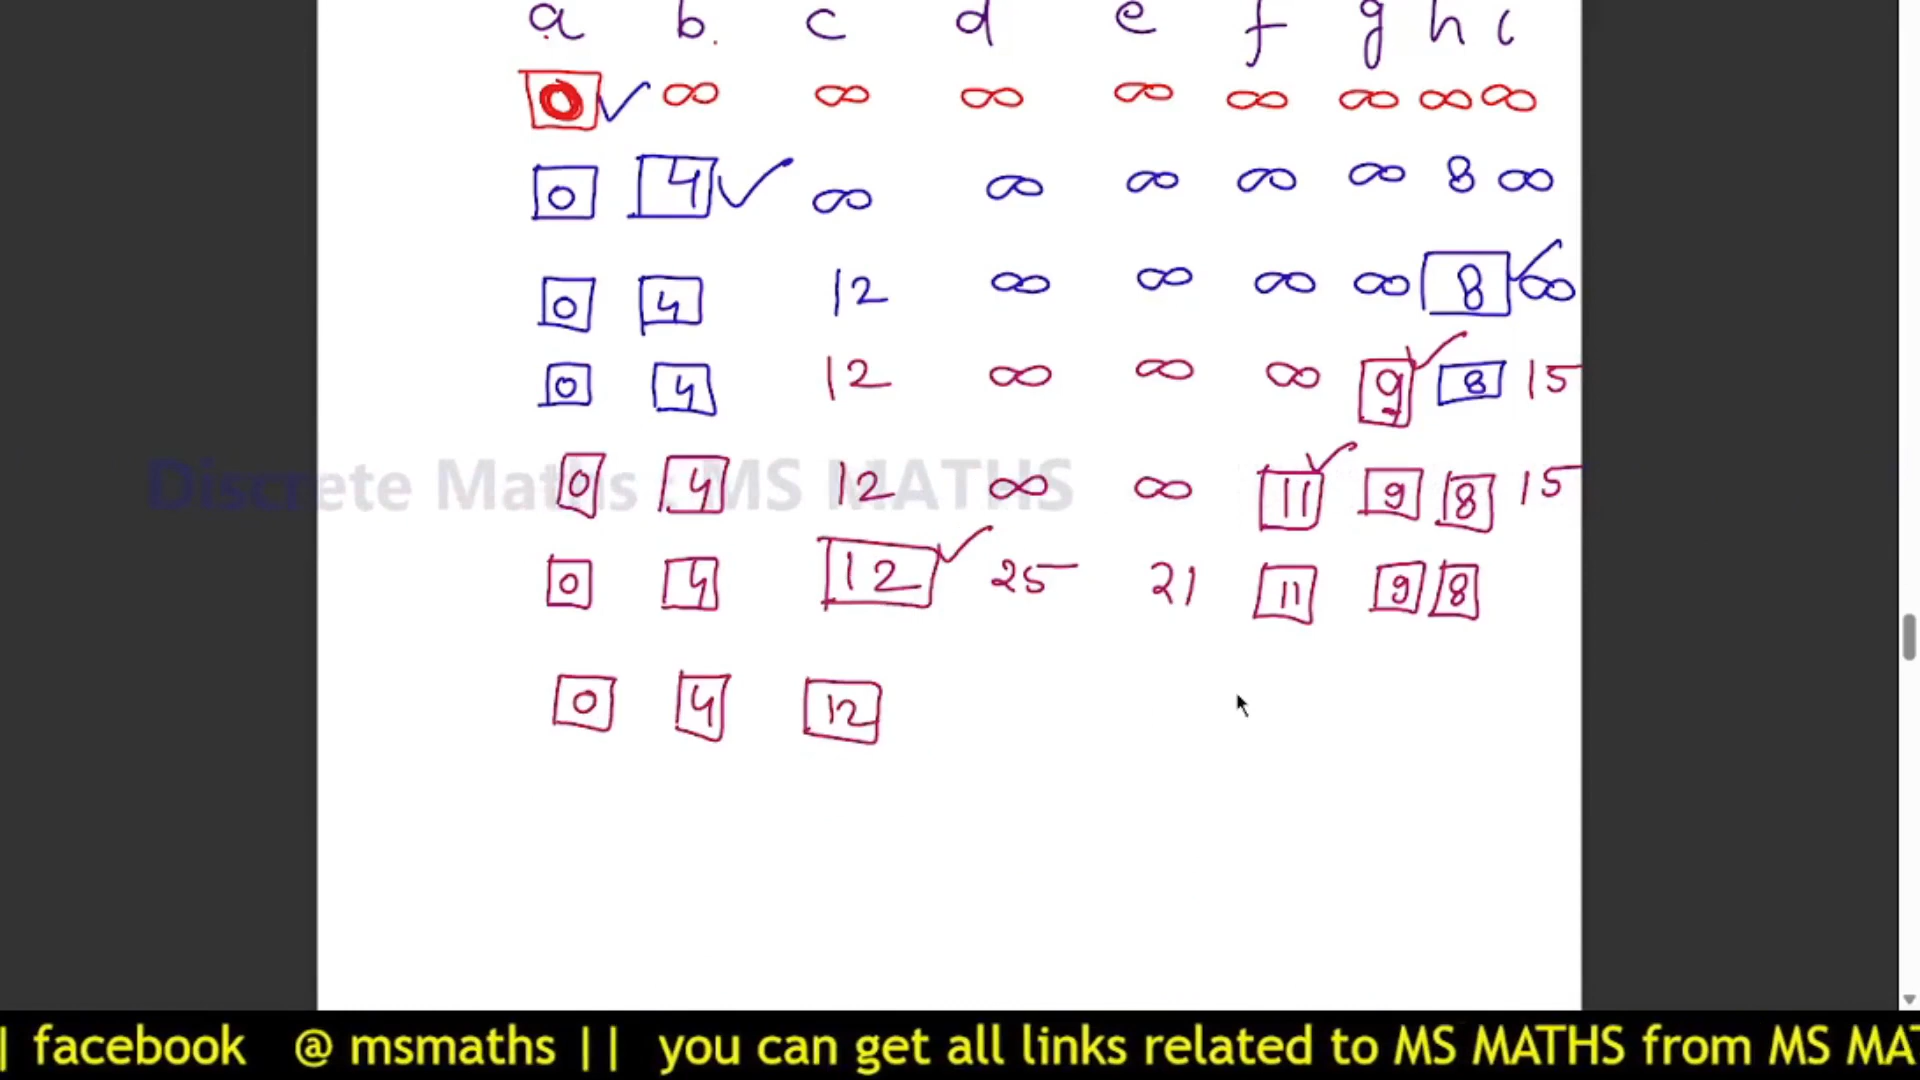 a b. c d e f g h i
0 ✓ ∞ ∞ ∞ ∞ ∞ ∞ ∞ ∞
0 4 ✓ ∞ ∞ ∞ ∞ ∞ 8 ∞
0 4 12 ∞ ∞ ∞ ∞ 8 ✓ ∞
0 4 12 ∞ ∞ ∞ 9 ✓ 8 15
0 4 12 ∞ ∞ 11 ✓ 9 8 15
Discrete Maths : MS MATHS
0 4 12 ✓ 25 21 11 9 8
0 4 12
| facebook @ msmaths || you can get all links related to MS MATHS from MS MA